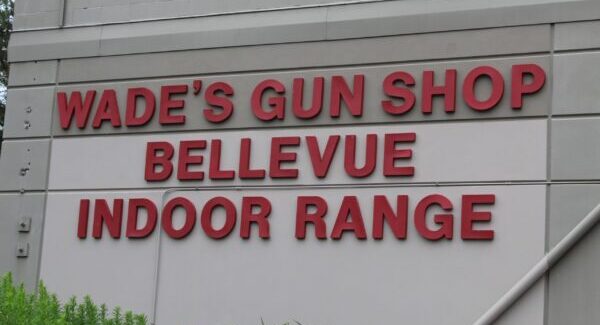 WADE'S GUN SHOP
BELLEVUE
INDOOR RANGE